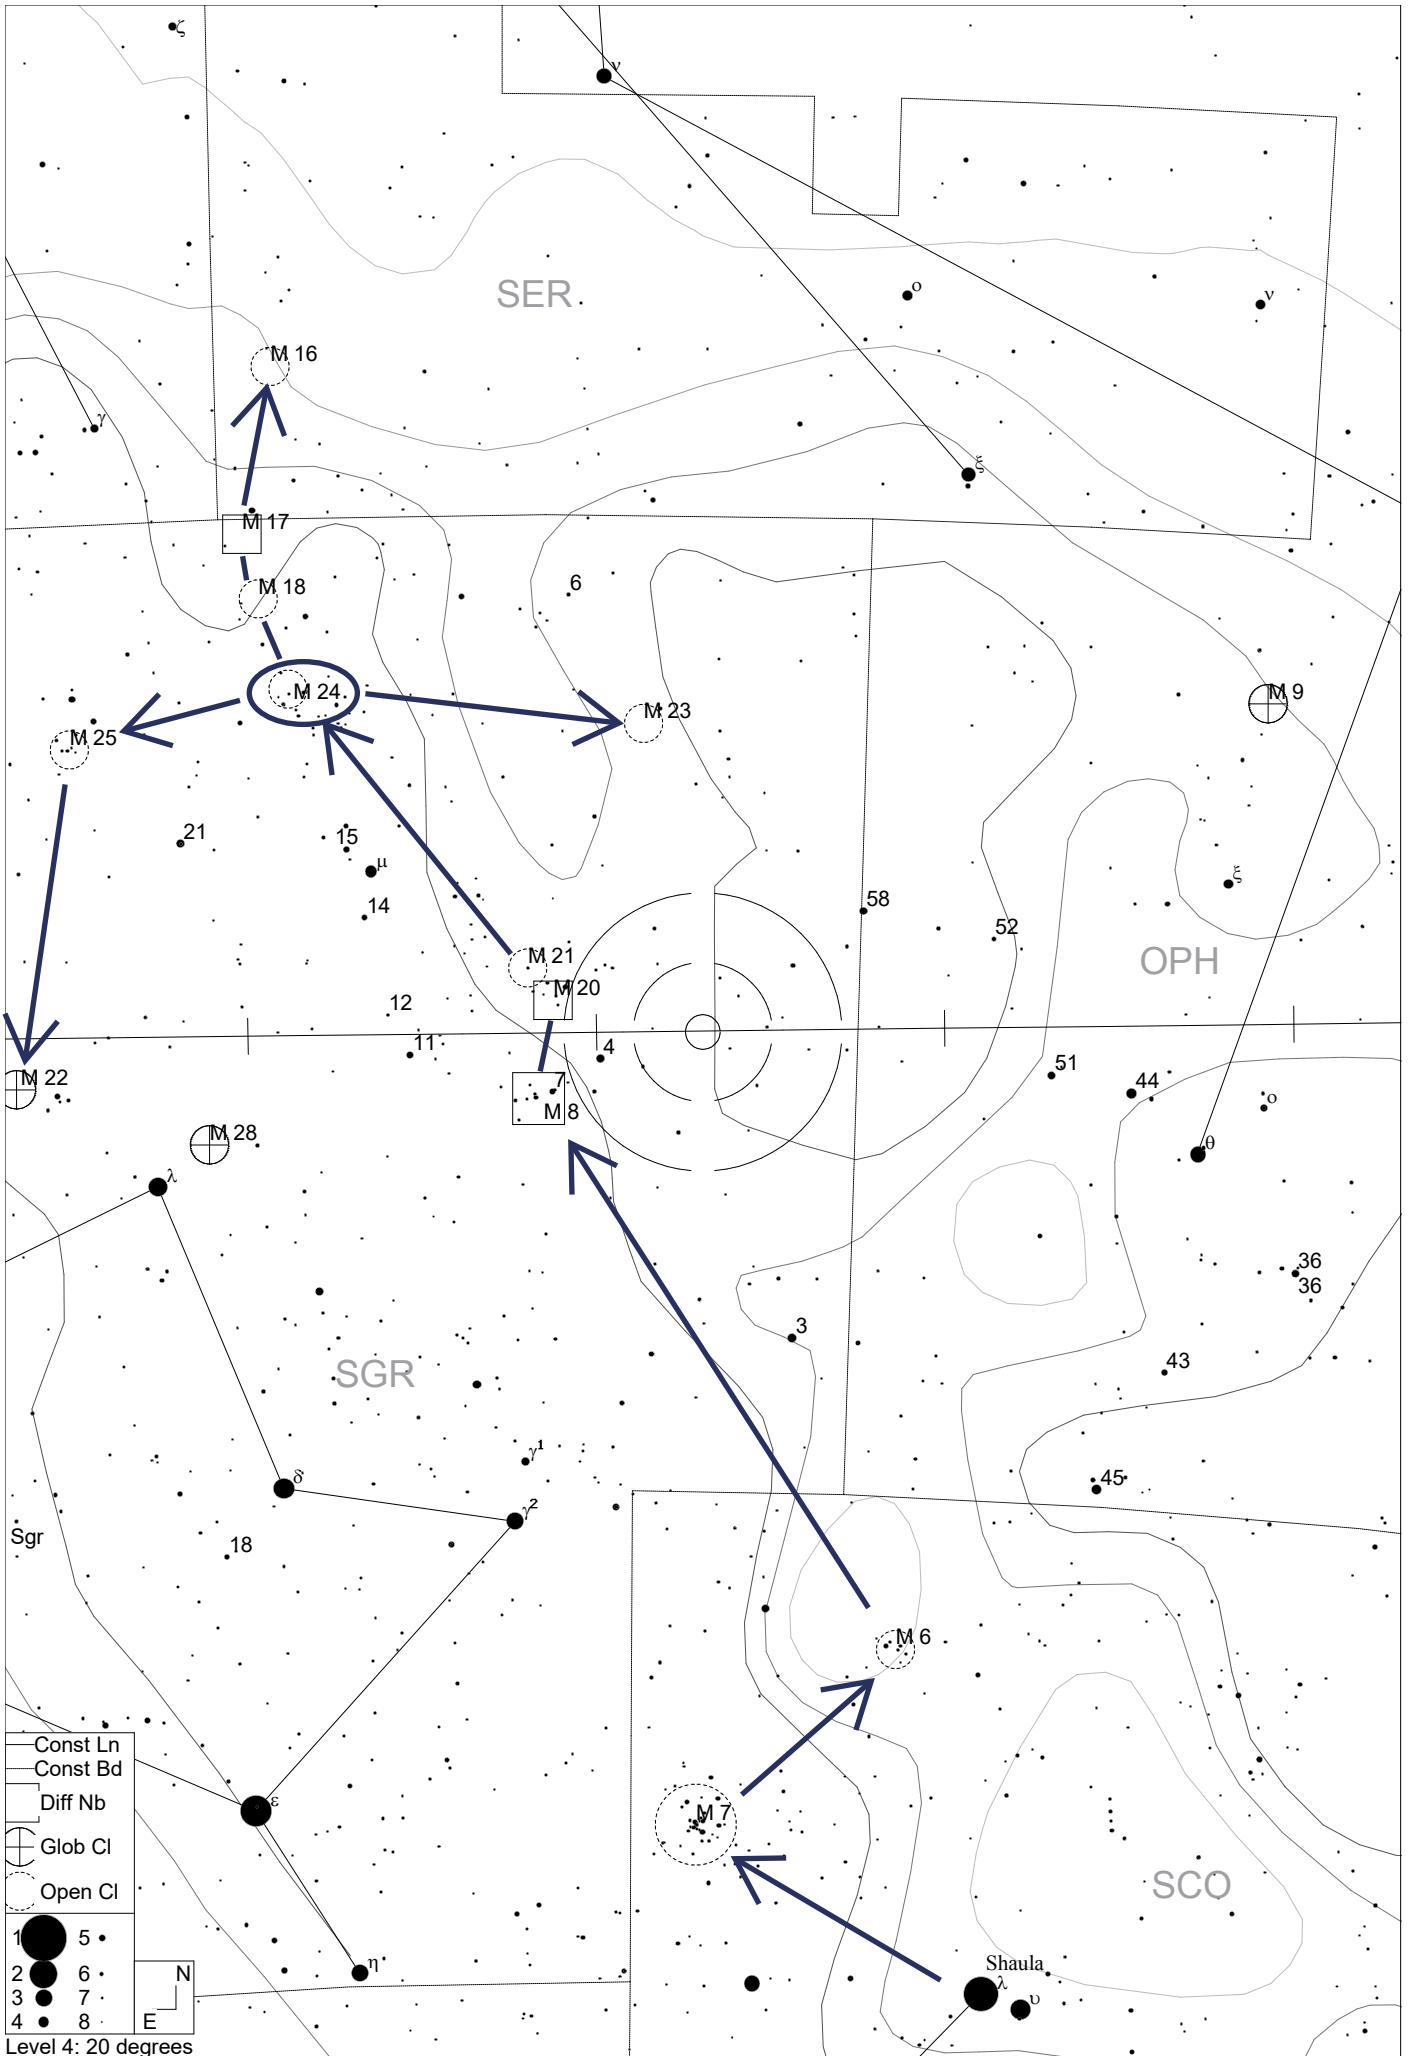 ζ
ν
SER
ο
ν
M 16
γ
ξ
M 17
M 18
6
M 24
M 23
M 9
M 25
21
15
μ
14
ξ
58
52
OPH
M 21
M 20
12
11
4
M 22
7
M 8
51
44
ο
M 28
λ
θ
36
36
3
SGR
43
γ¹
δ
45
γ²
Sgr
18
M 6
Const Ln
Const Bd
Diff Nb
ε
M 7
Glob Cl
Open Cl
SCO
1 5
2 6
3 7
4 8
N
E
η
Shaula
λ
υ
Level 4: 20 degrees